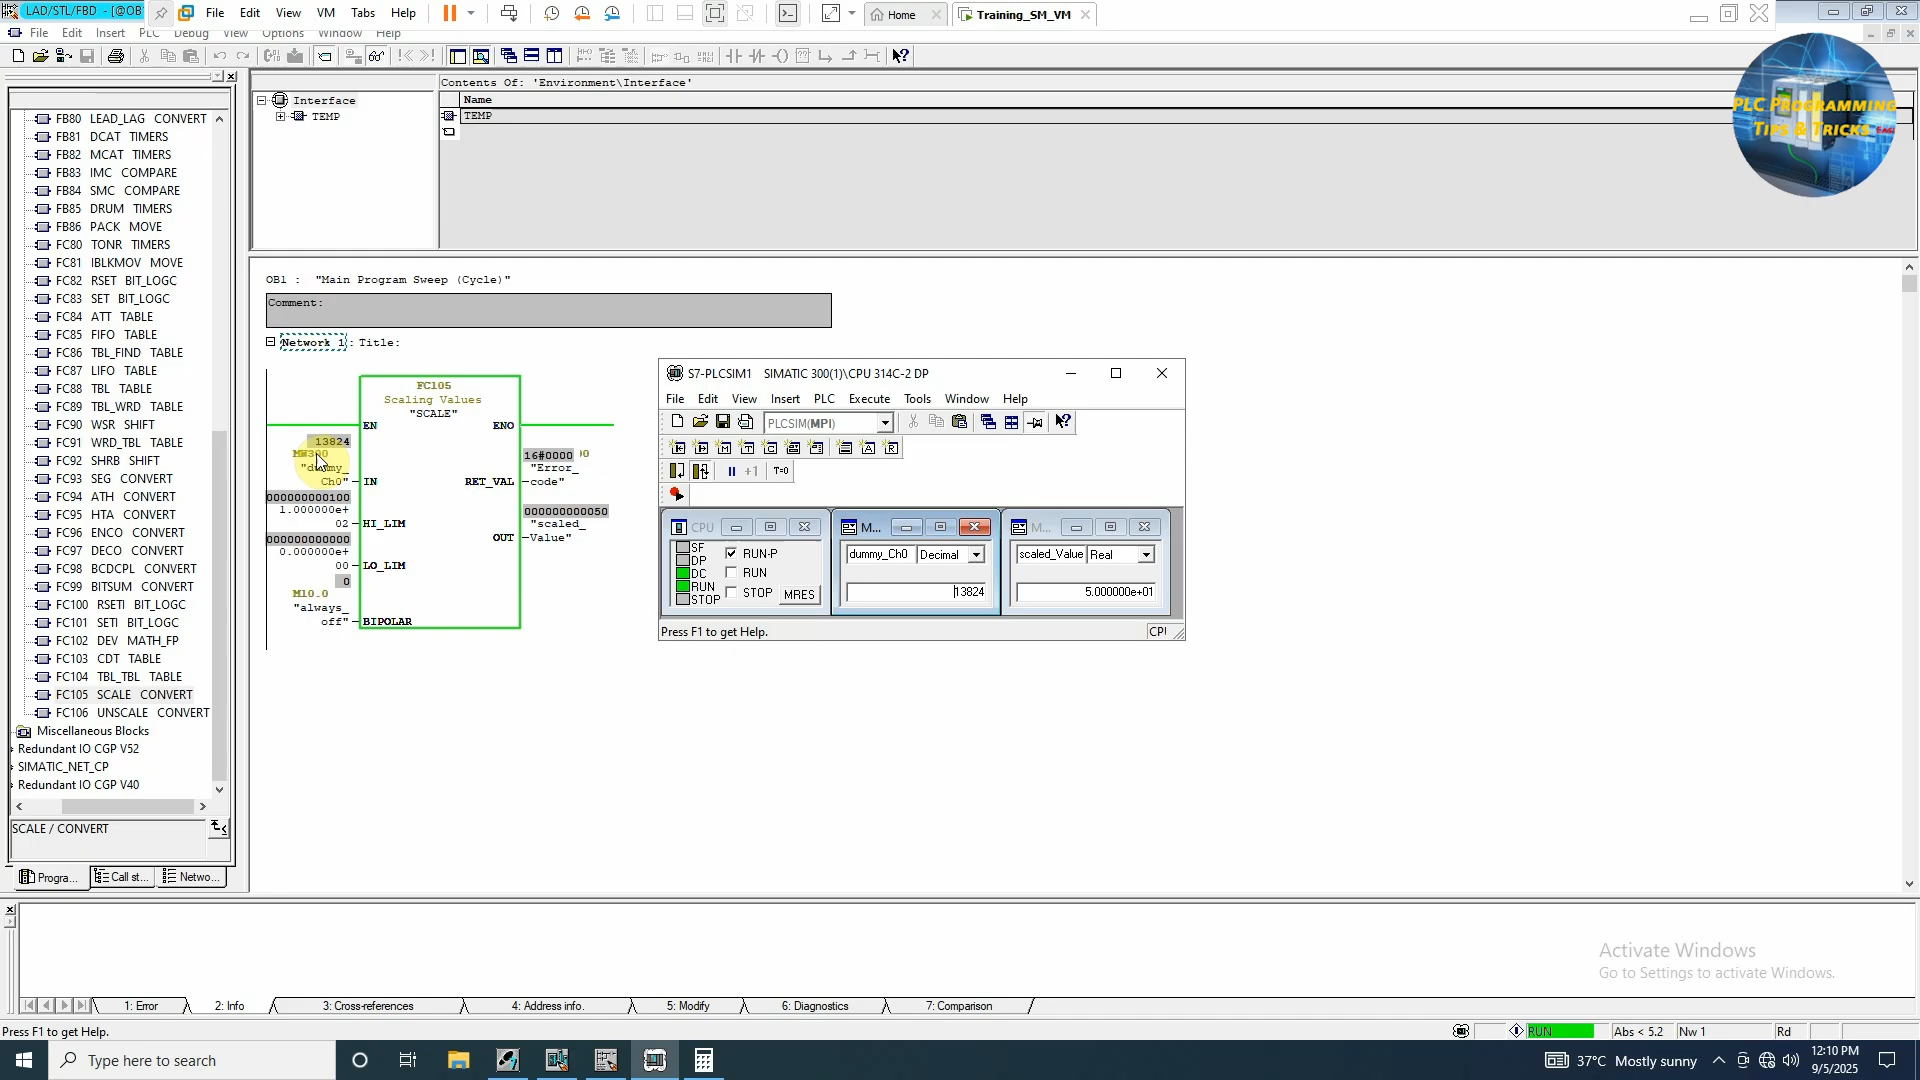 LAD/STL/FBD - [@OB
File Edit View VM Tabs Help
Home
Training_SM_VM
File Edit Insert PLC Debug View Options Window Help
PLC PROGRAMMING
TIPS & TRICKS
Interface
TEMP
Contents Of: 'Environment\Interface'
Name
TEMP
FB80 LEAD_LAG CONVERT
FB81 DCAT TIMERS
FB82 MCAT TIMERS
FB83 IMC COMPARE
FB84 SMC COMPARE
FB85 DRUM TIMERS
FB86 PACK MOVE
FC80 TONR TIMERS
FC81 IBLKMOV MOVE
FC82 RSET BIT_LOGC
FC83 SET BIT_LOGC
FC84 ATT TABLE
FC85 FIFO TABLE
FC86 TBL_FIND TABLE
FC87 LIFO TABLE
FC88 TBL TABLE
FC89 TBL_WRD TABLE
FC90 WSR SHIFT
FC91 WRD_TBL TABLE
FC92 SHRB SHIFT
FC93 SEG CONVERT
FC94 ATH CONVERT
FC95 HTA CONVERT
FC96 ENCO CONVERT
FC97 DECO CONVERT
FC98 BCDCPL CONVERT
FC99 BITSUM CONVERT
FC100 RSETI BIT_LOGC
FC101 SETI BIT_LOGC
FC102 DEV MATH_FP
FC103 CDT TABLE
FC104 TBL_TBL TABLE
FC105 SCALE CONVERT
FC106 UNSCALE CONVERT
Miscellaneous Blocks
Redundant IO CGP V52
SIMATIC_NET_CP
Redundant IO CGP V40
SCALE / CONVERT
Progra... Call st... Netwo...
OB1 : "Main Program Sweep (Cycle)"
Comment:
Network 1: Title:
FC105
Scaling Values
"SCALE"
EN ENO
13824
MW300
"dummy_
Ch0" IN
000000000100
1.000000e+
02 HI_LIM
000000000000
0.000000e+
00 LO_LIM
0
M10.0
"always_
off" BIPOLAR
16#0000
"Error_
RET_VAL code"
000000000050
"scaled_
OUT Value"
S7-PLCSIM1 SIMATIC 300(1)\CPU 314C-2 DP
File Edit View Insert PLC Execute Tools Window Help
PLCSIM(MPI)
+1 T=0
CPU M... M...
SF
DP
DC
RUN
STOP
RUN-P
RUN
STOP MRES
dummy_Ch0 Decimal
13824
scaled_Value Real
5.000000e+01
Press F1 to get Help. CPU
Activate Windows
Go to Settings to activate Windows.
1: Error 2: Info 3: Cross-references 4: Address info. 5: Modify 6: Diagnostics 7: Comparison
Press F1 to get Help. RUN Abs < 5.2 Nw 1 Rd
Type here to search
37°C Mostly sunny
12:10 PM
9/5/2025